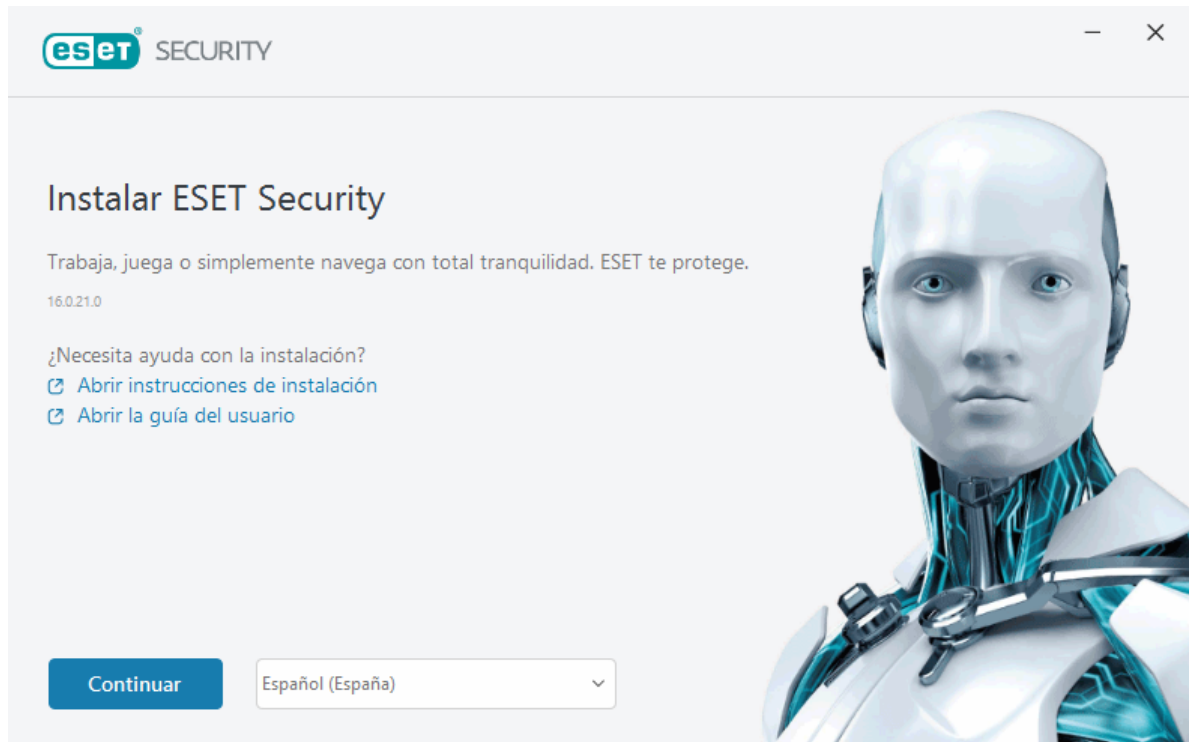 eset® SECURITY
Instalar ESET Security
Trabaja, juega o simplemente navega con total tranquilidad. ESET te protege.
16.0.21.0
¿Necesita ayuda con la instalación?
Abrir instrucciones de instalación
Abrir la guía del usuario
Continuar
Español (España)